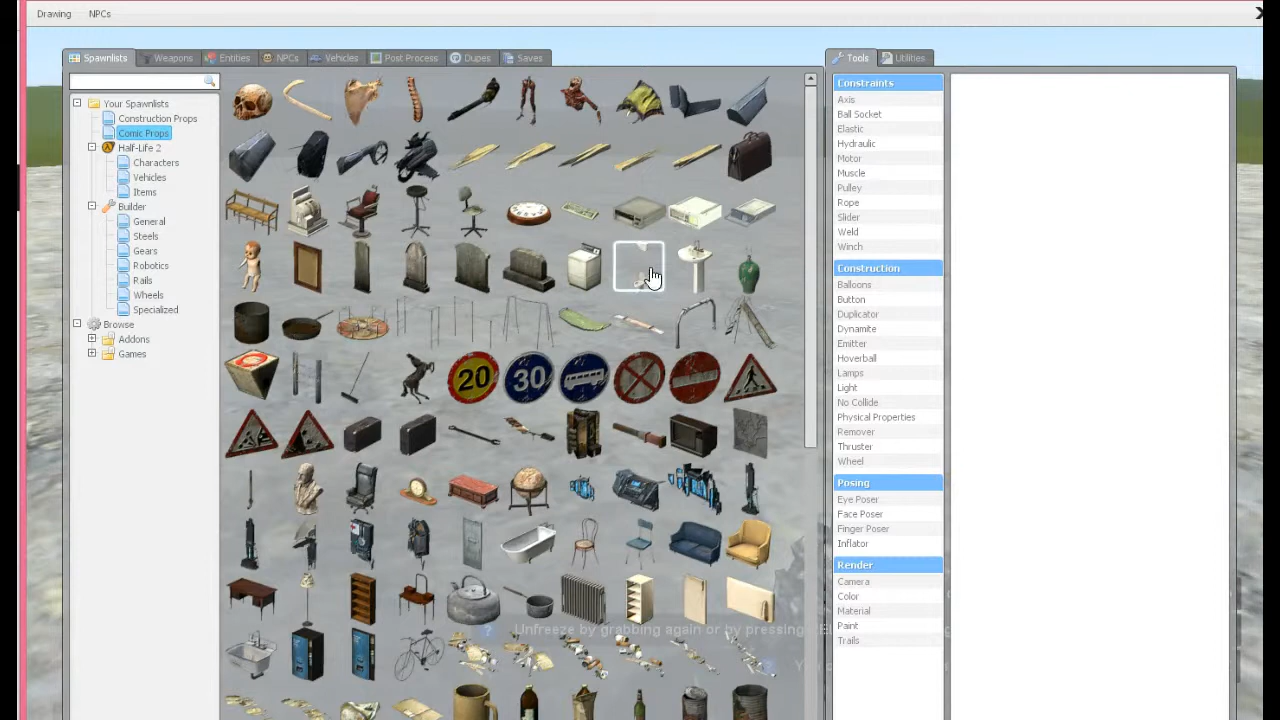 Drawing NPCs
Spawnlists Weapons Entities NPCs Vehicles Post Process Dupes Saves
Tools Utilities
Your Spawnlists
Construction Props
Comic Props
Half-Life 2
Characters
Vehicles
Items
Builder
General
Steels
Gears
Robotics
Rails
Wheels
Specialized
Browse
Addons
Games
20
30
Constraints
Axis
Ball Socket
Elastic
Hydraulic
Motor
Muscle
Pulley
Rope
Slider
Weld
Winch
Construction
Balloons
Button
Duplicator
Dynamite
Emitter
Hoverball
Lamps
Light
No Collide
Physical Properties
Remover
Thruster
Wheel
Posing
Eye Poser
Face Poser
Finger Poser
Inflator
Render
Camera
Color
Material
Paint
Trails
Unfreeze by grabbing again or by pressing